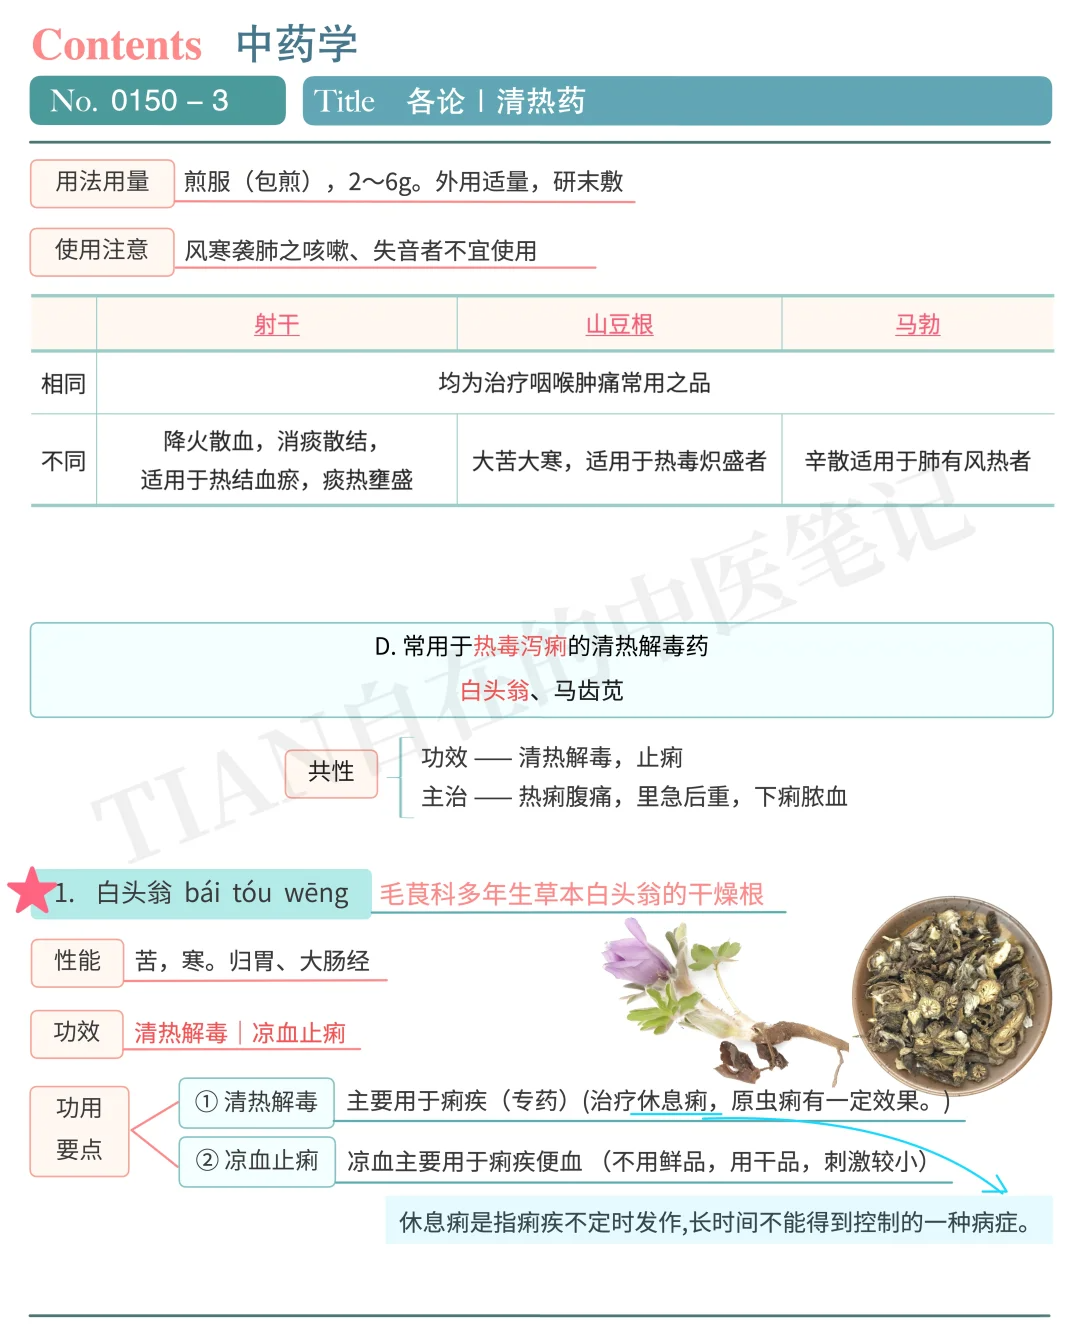 Contents 中药学
No. 0150 – 3
Title 各论｜清热药
用法用量 煎服（包煎），2～6g。外用适量，研末敷
使用注意 风寒袭肺之咳嗽、失音者不宜使用
射干 山豆根 马勃
相同 均为治疗咽喉肿痛常用之品
不同 降火散血，消痰散结，
适用于热结血瘀，痰热壅盛
大苦大寒，适用于热毒炽盛者
辛散适用于肺有风热者
D. 常用于热毒泻痢的清热解毒药
白头翁、马齿苋
共性
功效 —— 清热解毒，止痢
主治 —— 热痢腹痛，里急后重，下痢脓血
1. 白头翁 bái tóu wēng 毛茛科多年生草本白头翁的干燥根
性能 苦，寒。归胃、大肠经
功效 清热解毒｜凉血止痢
功用
要点
① 清热解毒 主要用于痢疾（专药）(治疗休息痢，原虫痢有一定效果。)
② 凉血止痢 凉血主要用于痢疾便血 （不用鲜品，用干品，刺激较小）
休息痢是指痢疾不定时发作,长时间不能得到控制的一种病症。
TIAN自在的中医笔记